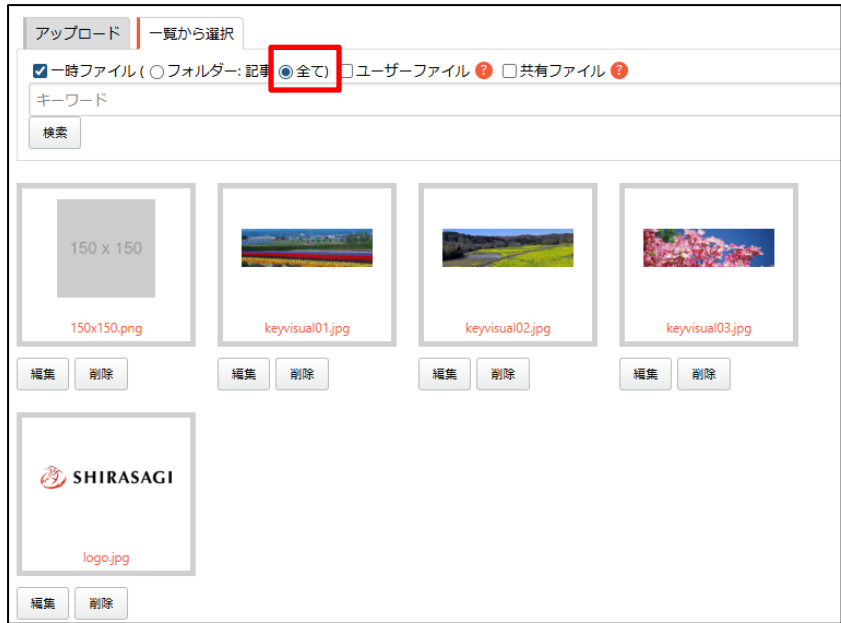 アップロード 一覧から選択
一時ファイル ( フォルダー: 記事 全て) ユーザーファイル ? 共有ファイル ?
キーワード
検索
150 x 150
150x150.png keyvisual01.jpg keyvisual02.jpg keyvisual03.jpg
編集 削除 編集 削除 編集 削除 編集 削除
SHIRASAGI
logo.jpg
編集 削除